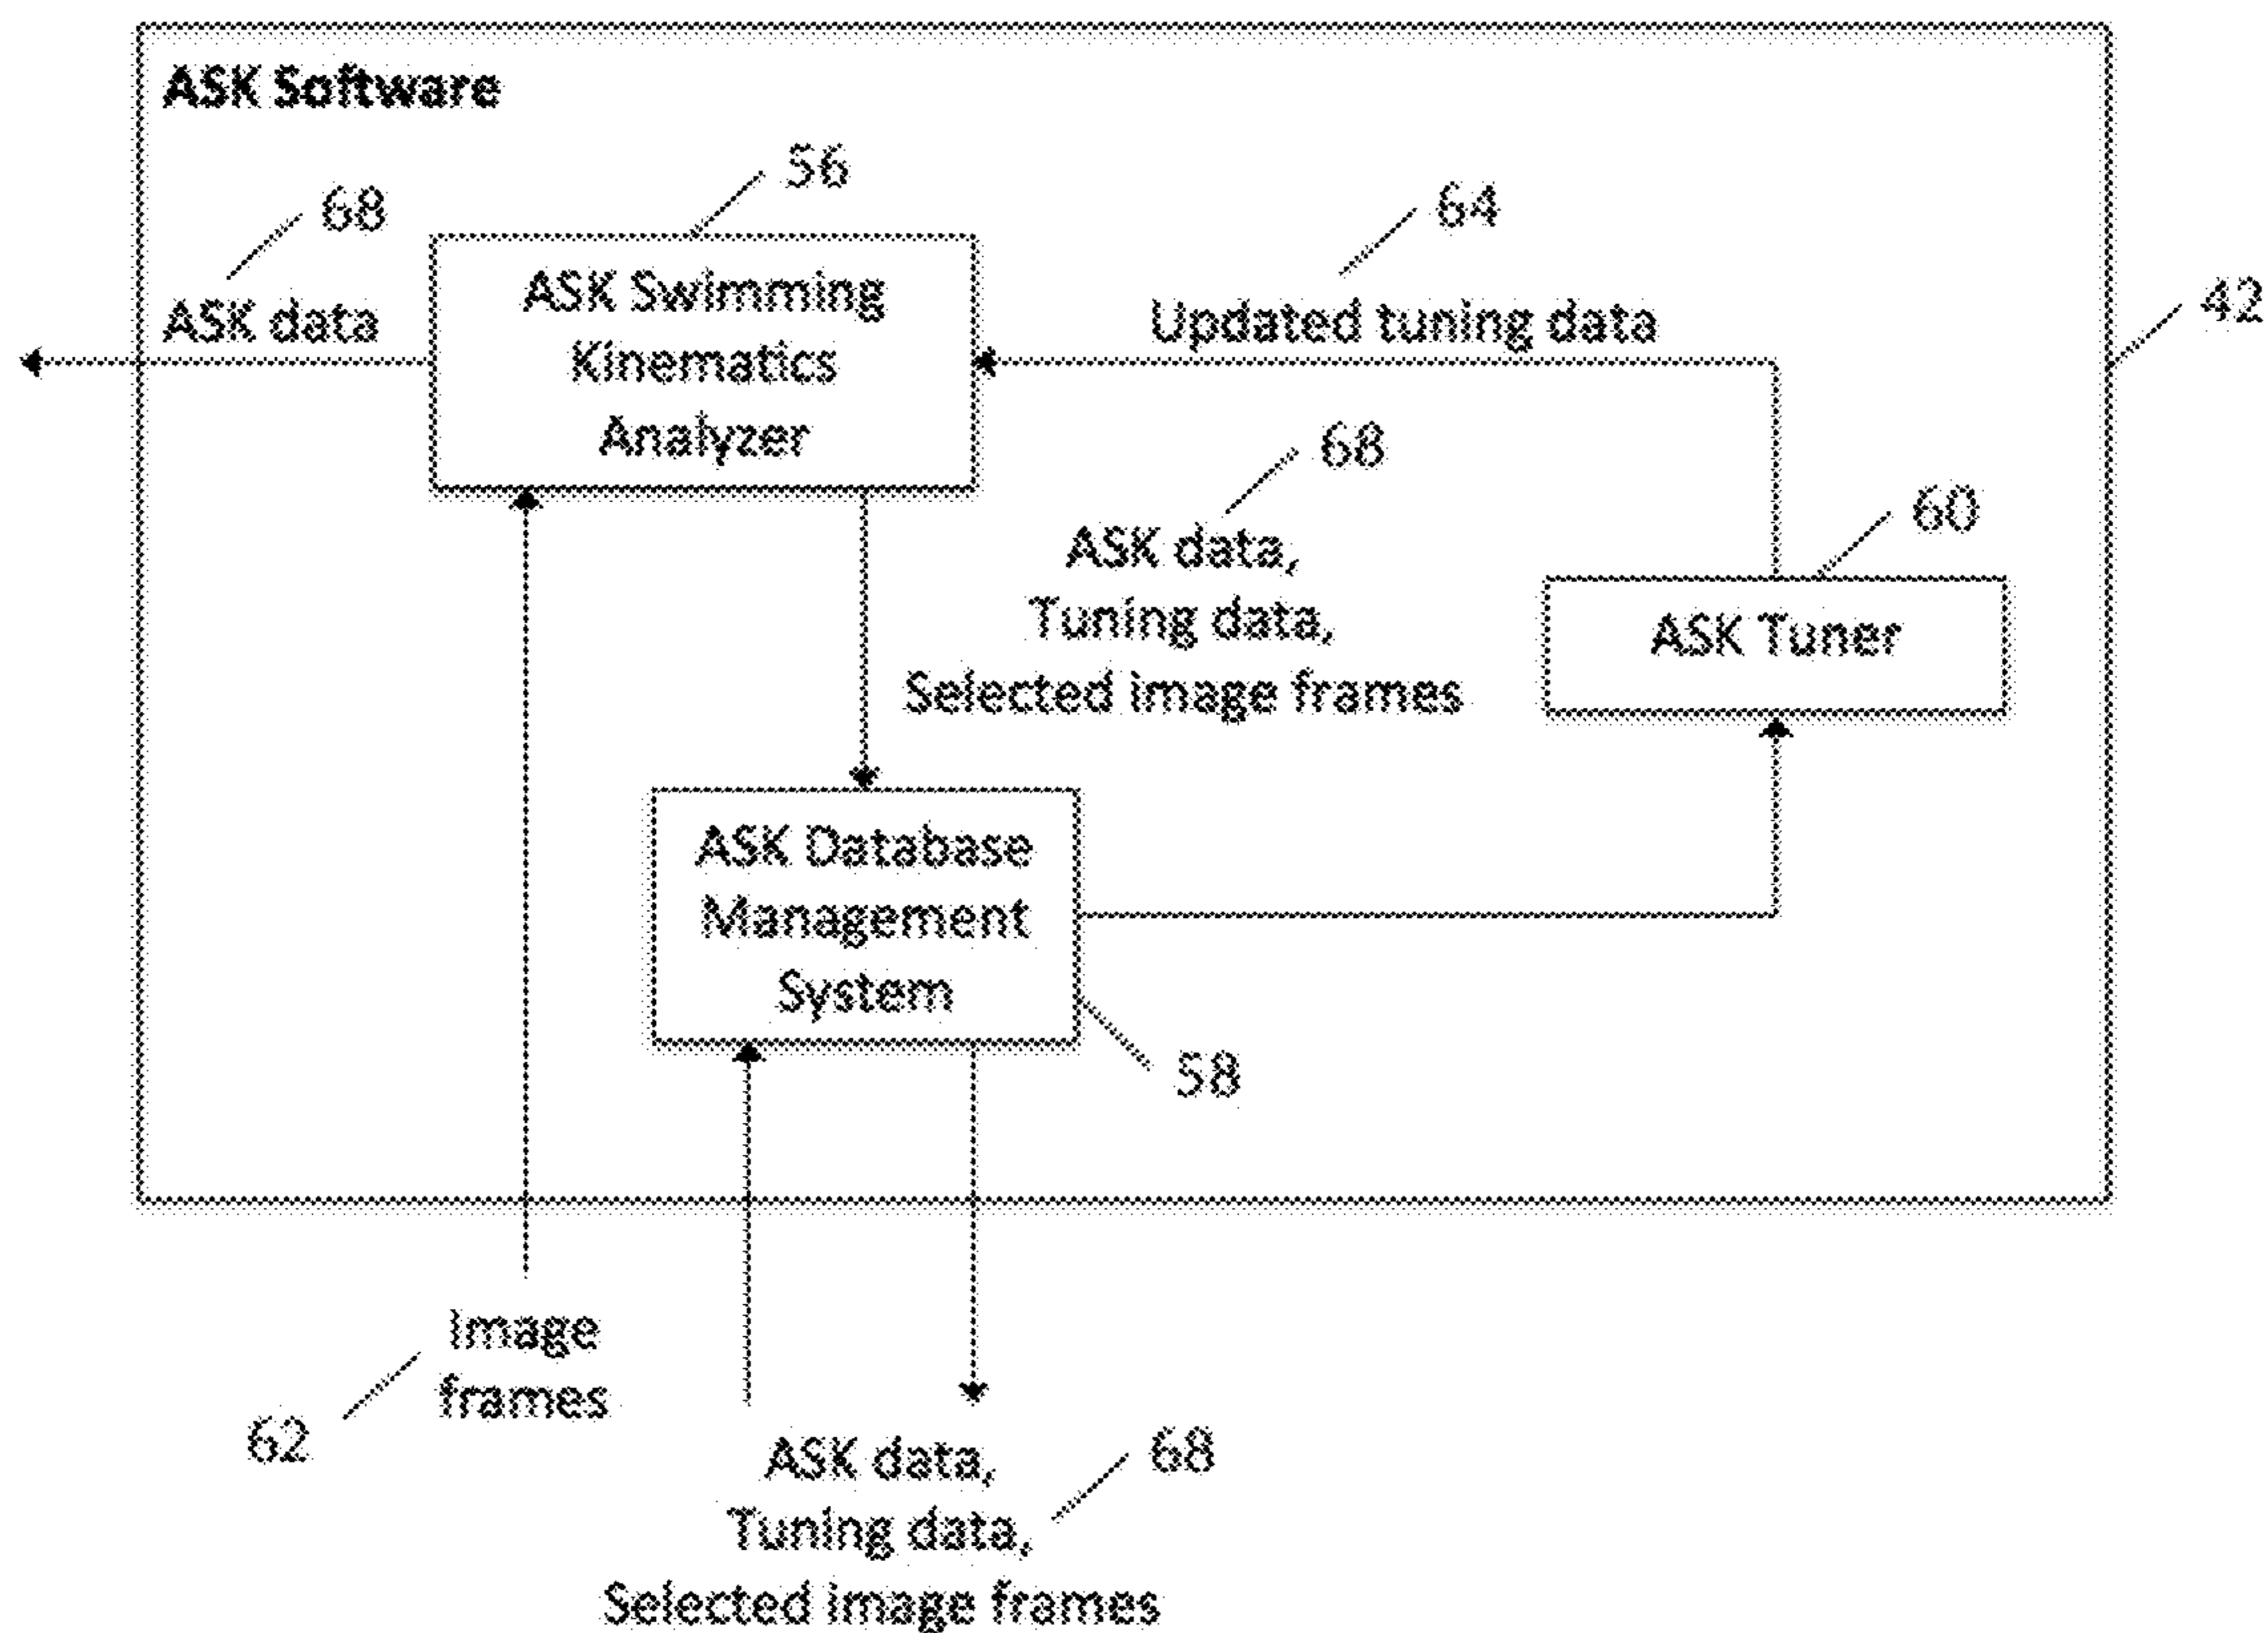 ASK Software
56
68
64
42
ASK data
ASK Swimming
Kinematics
Analyzer
Updated tuning data
68
60
ASK data,
Tuning data,
Selected image frames
ASK Tuner
ASK Database
Management
System
58
Image
frames
62
68
ASK data,
Tuning data,
Selected image frames